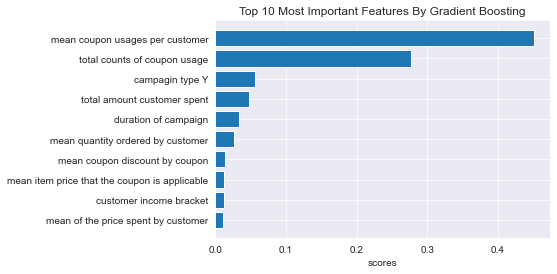 Top 10 Most Important Features By Gradient Boosting
mean coupon usages per customer
total counts of coupon usage
campagin type Y
total amount customer spent
duration of campaign
mean quantity ordered by customer
mean coupon discount by coupon
mean item price that the coupon is applicable
customer income bracket
mean of the price spent by customer
0.0 0.1 0.2 0.3 0.4
scores